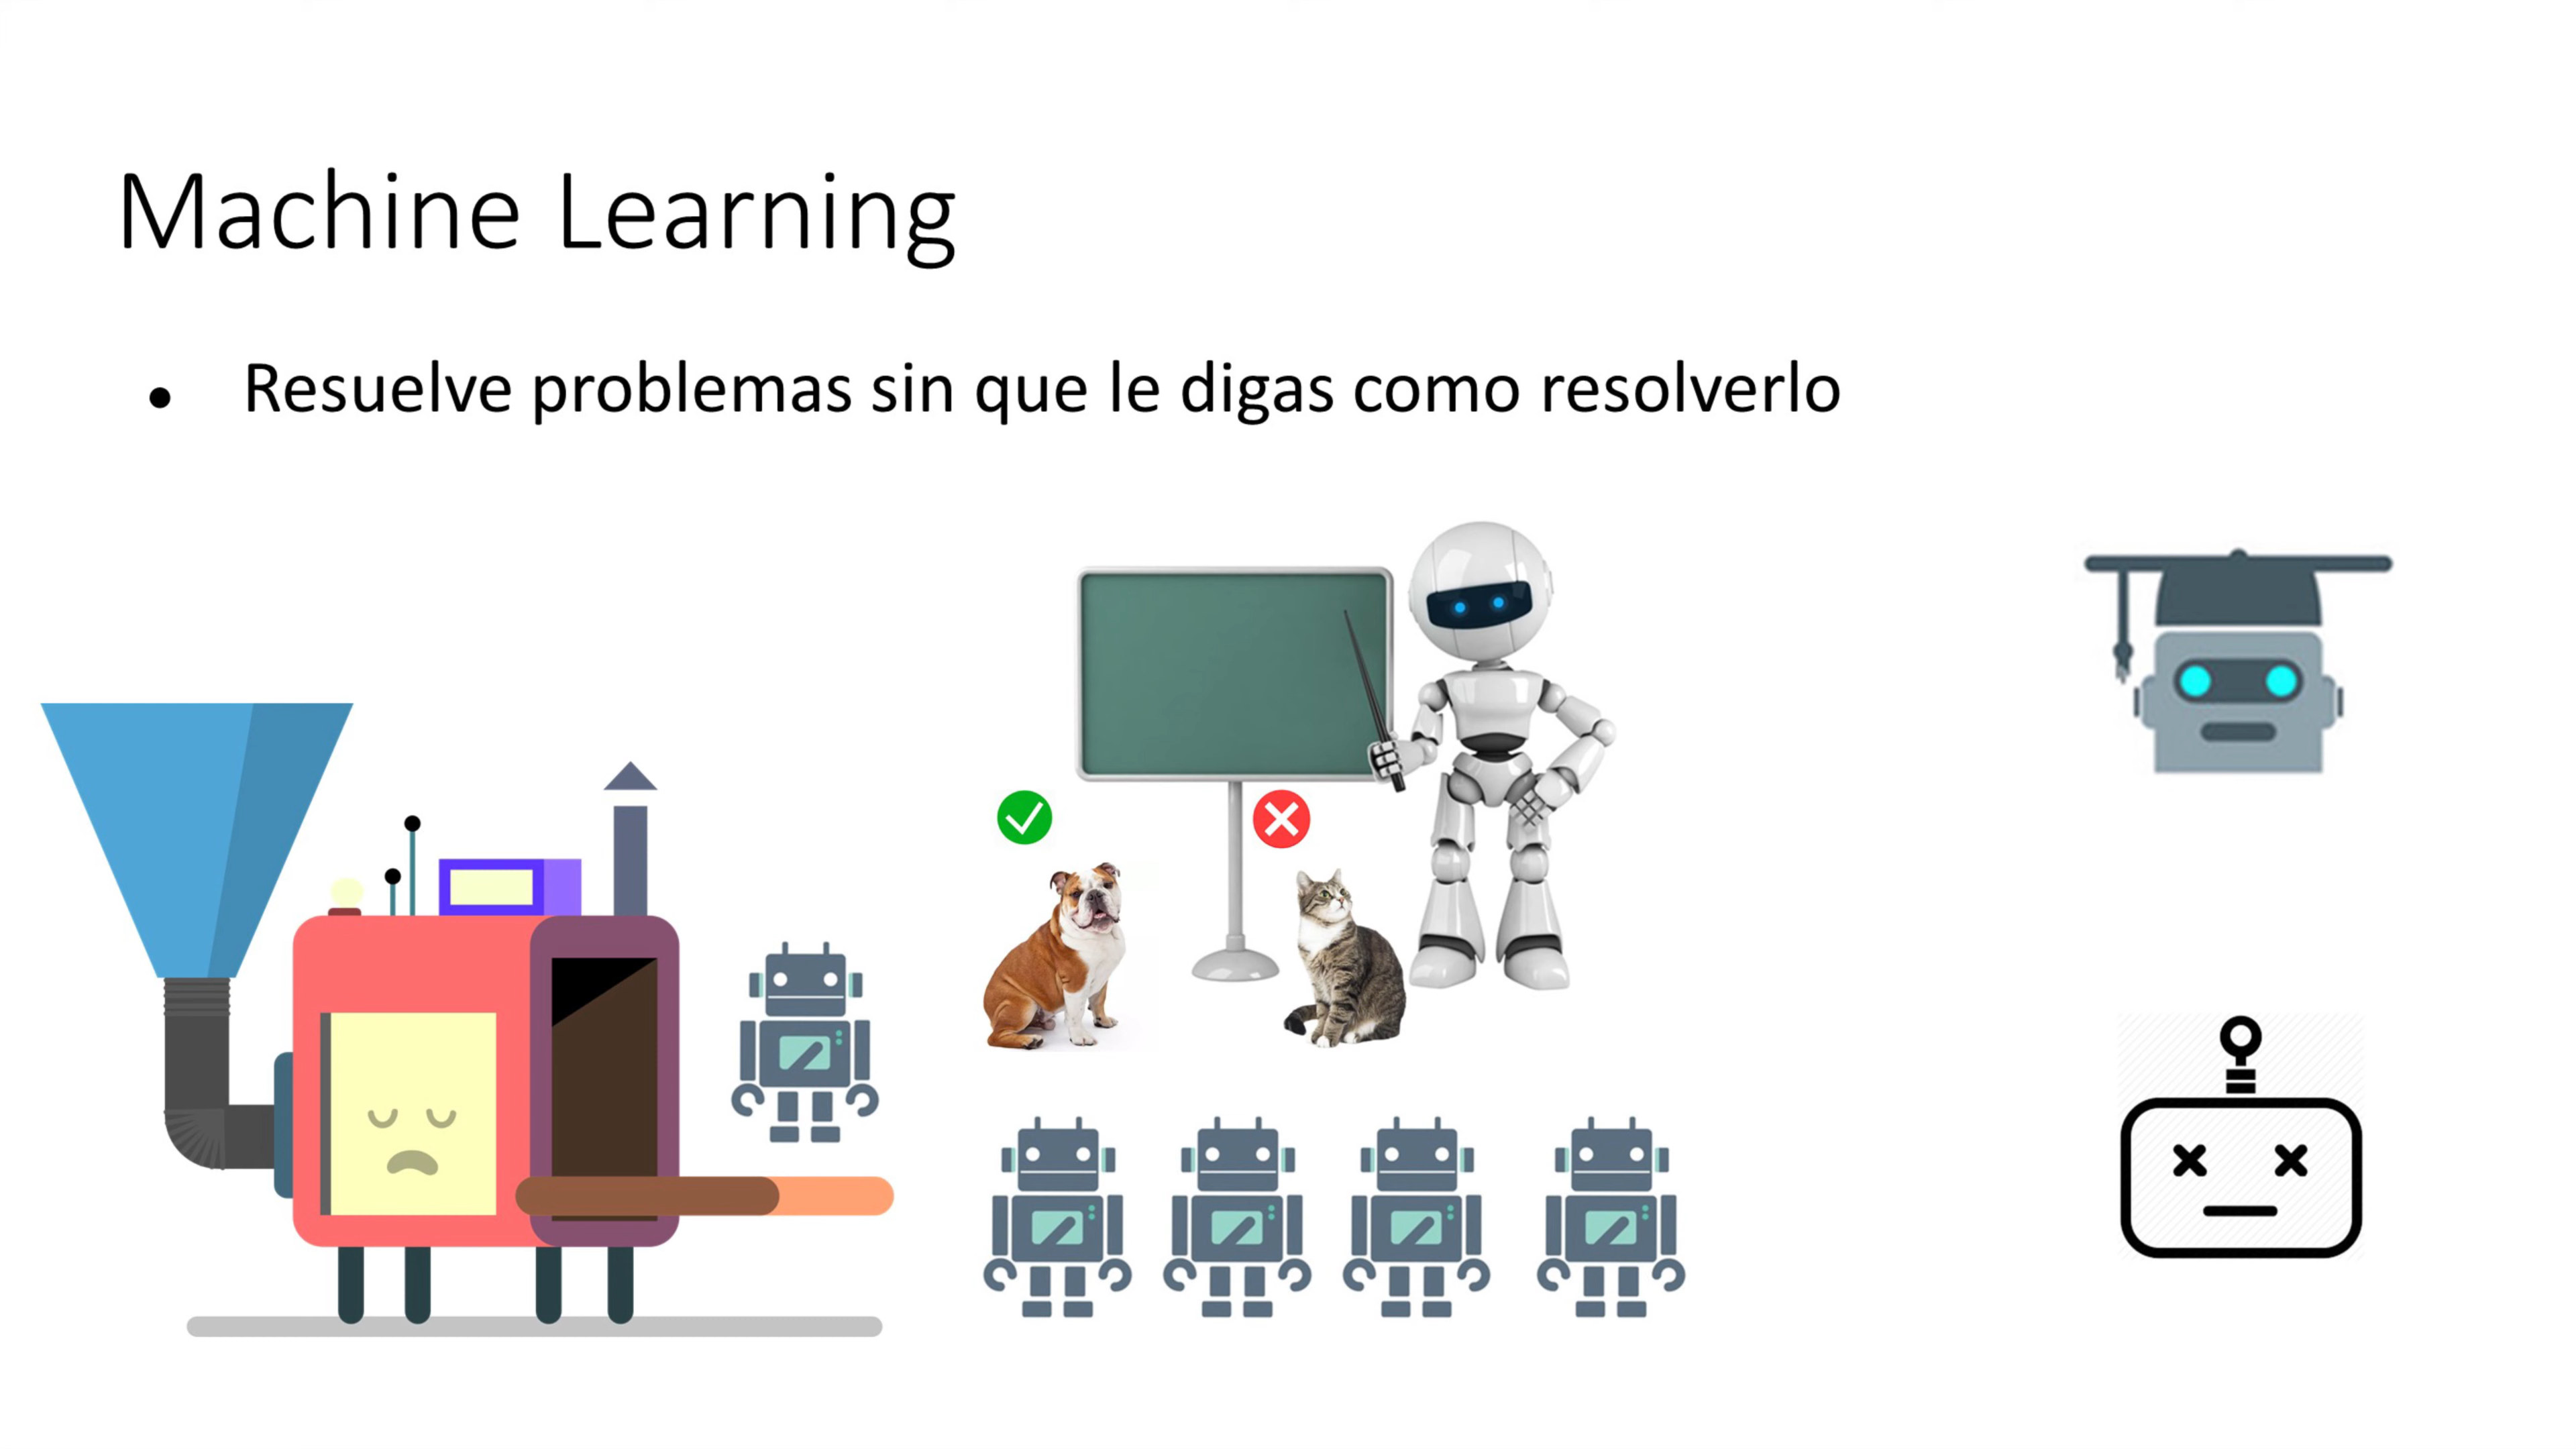 Machine Learning
• Resuelve problemas sin que le digas como resolverlo